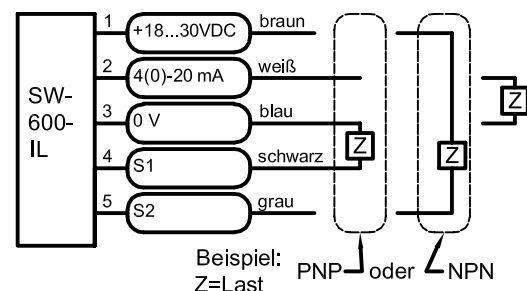 1 +18...30VDC braun
2 4(0)-20 mA weiß
Z
SW-
600-
IL
3 0 V blau
Z
Z
4 S1 schwarz
5 S2 grau
Beispiel:
Z=Last
PNP oder NPN